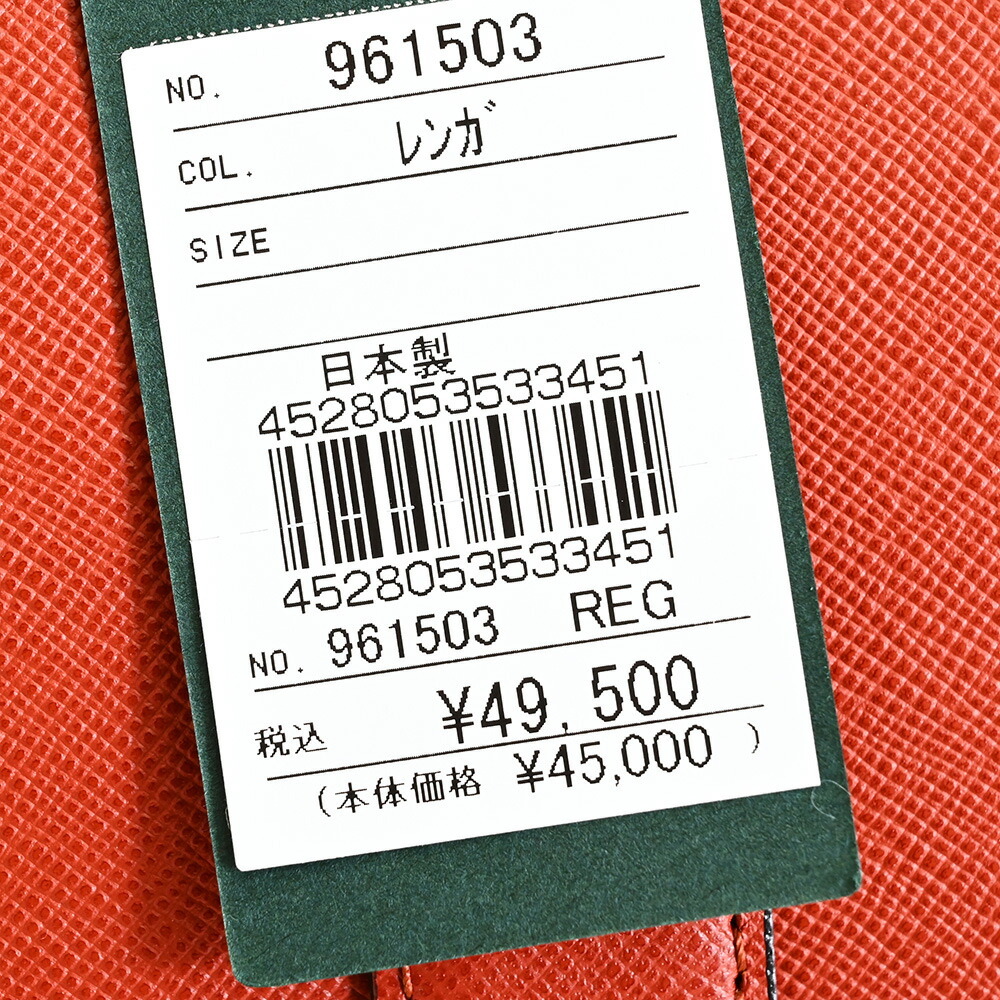 NO. 961503
COL. レンガ
SIZE
日本製
4528053533451
4528053533451
NO. 961503 REG
税込 ¥49,500
(本体価格 ¥45,000 )